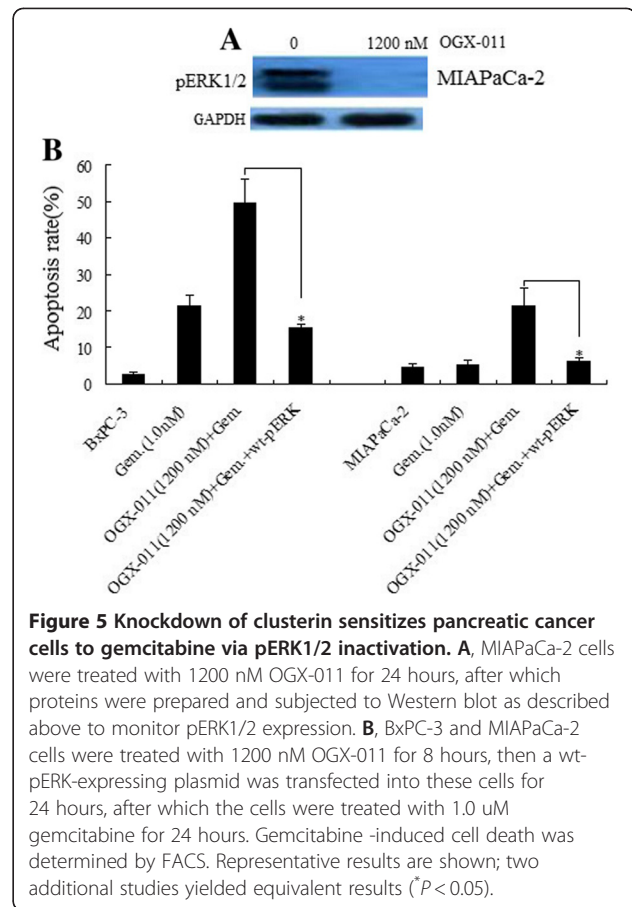 A 0 1200 nM OGX-011
pERK1/2 MIAPaCa-2
GAPDH
B
60
50
40
30
20
10
0
Apoptosis rate(%)
BxPC-3
Gem.(1.0nM)
OGX-011(1200 nM)+Gem.
OGX-011(1200 nM)+Gem.+wt-pERK
MIAPaCa-2
Gem.(1.0nM)
OGX-011(1200 nM)+Gem.
OGX-011(1200 nM)+Gem.+wt-pERK
*
*
Figure 5 Knockdown of clusterin sensitizes pancreatic cancer
cells to gemcitabine via pERK1/2 inactivation. A, MIAPaCa-2 cells
were treated with 1200 nM OGX-011 for 24 hours, after which
proteins were prepared and subjected to Western blot as described
above to monitor pERK1/2 expression. B, BxPC-3 and MIAPaCa-2
cells were treated with 1200 nM OGX-011 for 8 hours, then a wt-
pERK-expressing plasmid was transfected into these cells for
24 hours, after which the cells were treated with 1.0 uM
gemcitabine for 24 hours. Gemcitabine -induced cell death was
determined by FACS. Representative results are shown; two
additional studies yielded equivalent results (*P < 0.05).